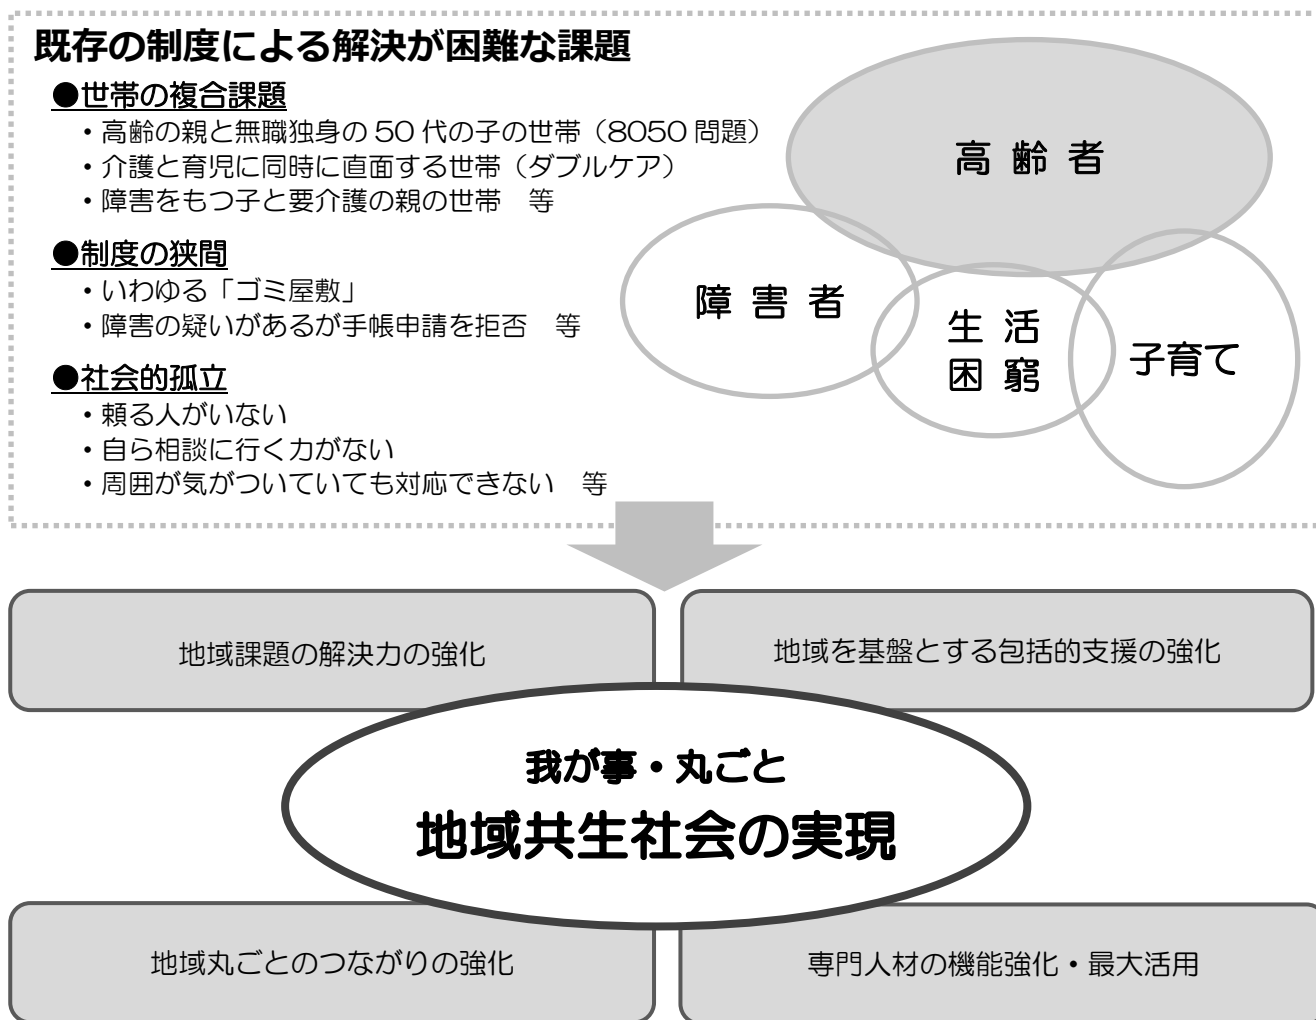 既存の制度による解決が困難な課題
●世帯の複合課題
・高齢の親と無職独身の 50 代の子の世帯（8050 問題）
・介護と育児に同時に直面する世帯（ダブルケア）
・障害をもつ子と要介護の親の世帯　等
●制度の狭間
・いわゆる「ゴミ屋敷」
・障害の疑いがあるが手帳申請を拒否　等
●社会的孤立
・頼る人がいない
・自ら相談に行く力がない
・周囲が気がついていても対応できない　等
高 齢 者
障 害 者
生 活
困 窮
子育て
地域課題の解決力の強化
地域を基盤とする包括的支援の強化
我が事・丸ごと
地域共生社会の実現
地域丸ごとのつながりの強化
専門人材の機能強化・最大活用